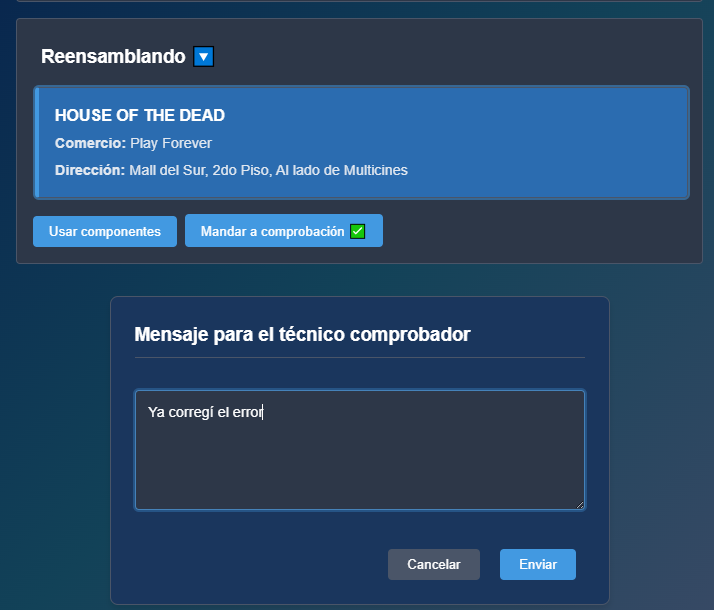 Reensamblando
HOUSE OF THE DEAD
Comercio: Play Forever
Dirección: Mall del Sur, 2do Piso, Al lado de Multicines
Usar componentes
Mandar a comprobación ✅
Mensaje para el técnico comprobador
Ya corregí el error
Cancelar
Enviar